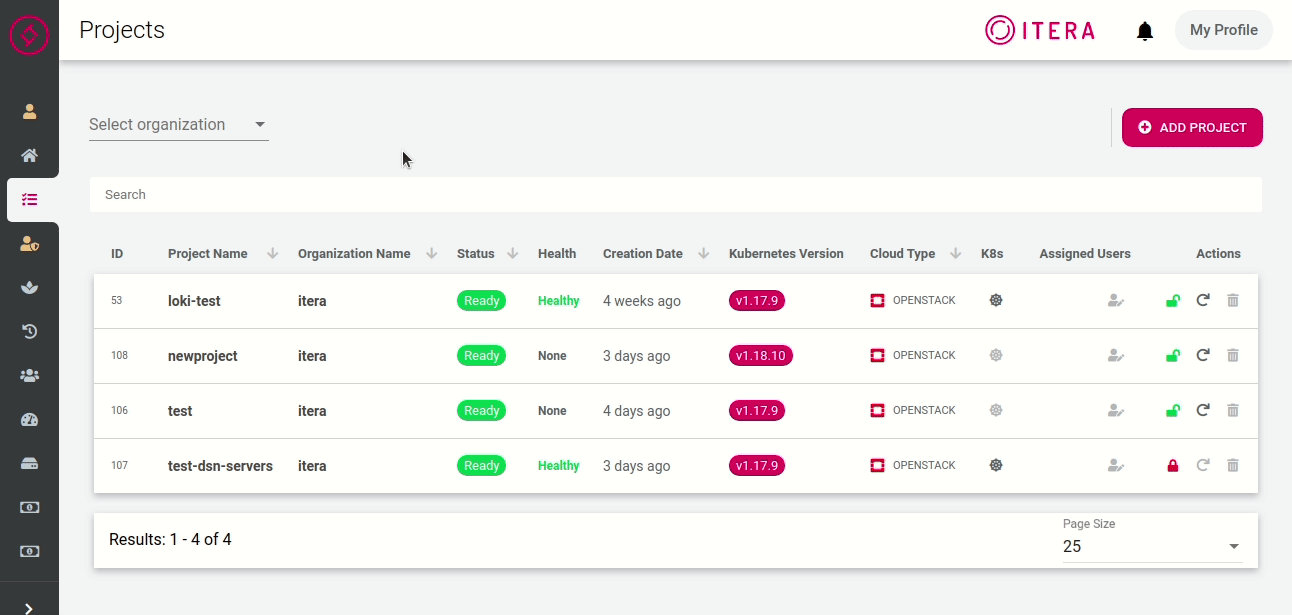 Projects
ITERA
My Profile
Select organization
ADD PROJECT
Search
ID Project Name Organization Name Status Health Creation Date Kubernetes Version Cloud Type K8s Assigned Users Actions
53 loki-test itera Ready Healthy 4 weeks ago v1.17.9 OPENSTACK
108 newproject itera Ready None 3 days ago v1.18.10 OPENSTACK
106 test itera Ready None 4 days ago v1.17.9 OPENSTACK
107 test-dsn-servers itera Ready Healthy 3 days ago v1.17.9 OPENSTACK
Results: 1 - 4 of 4
Page Size
25